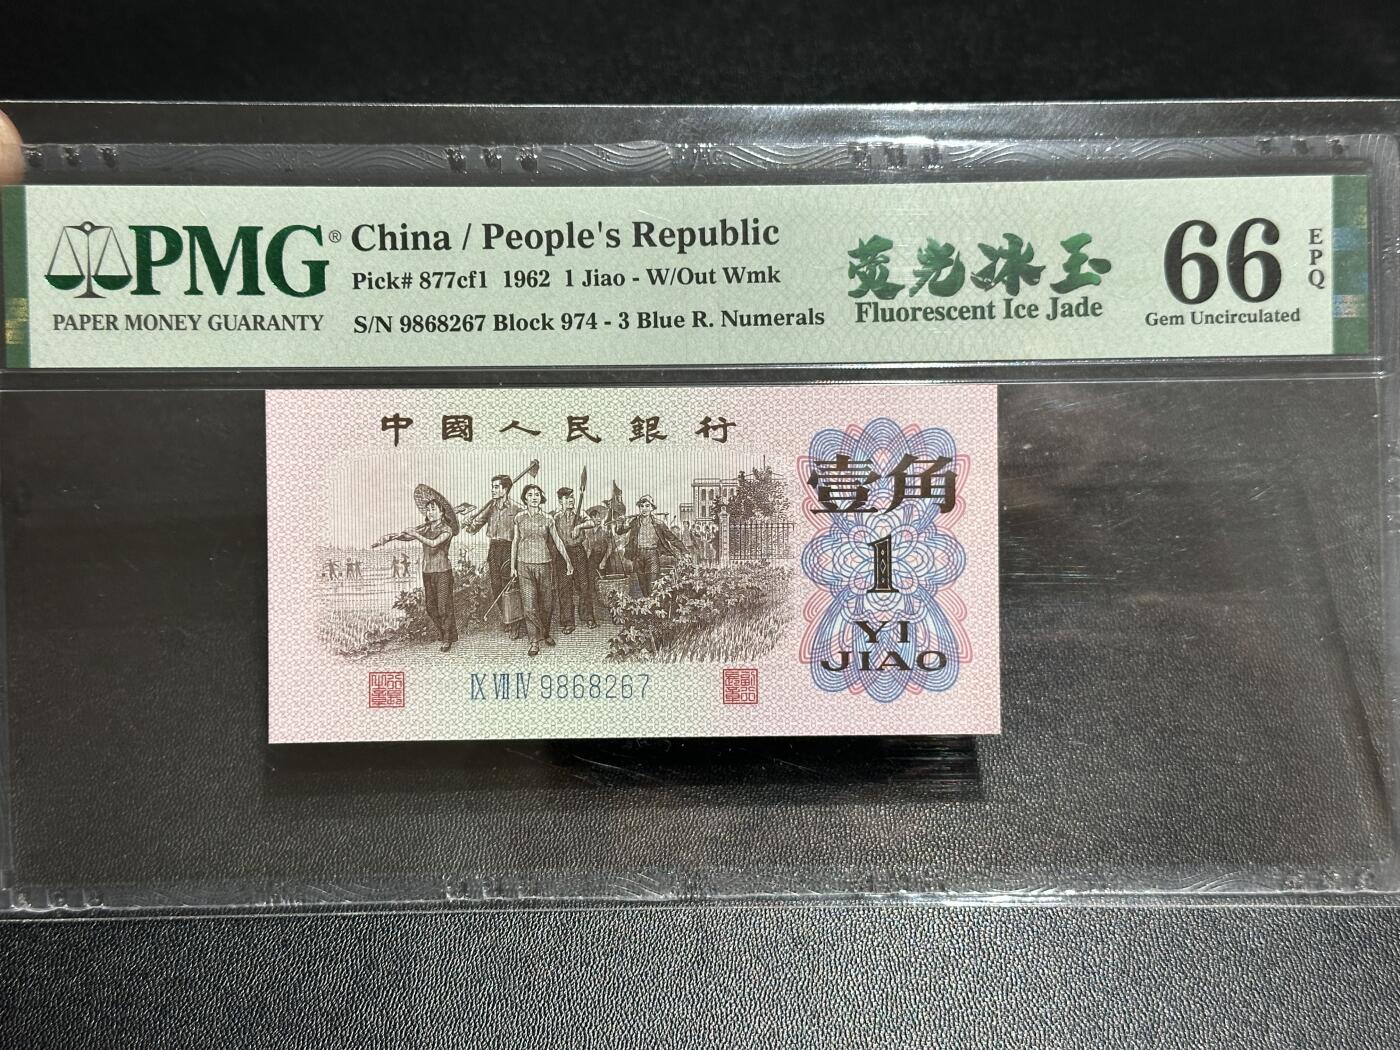 PMG®
PAPER MONEY GUARANTY
China / People's Republic
Pick# 877cf1 1962 1 Jiao - W/Out Wmk
S/N 9868267 Block 974 - 3 Blue R. Numerals
荧光冰玉
Fluorescent Ice Jade
66
EPQ
Gem Uncirculated
中國人民銀行
壹角
1
YI
JIAO
IX VII IV 9868267